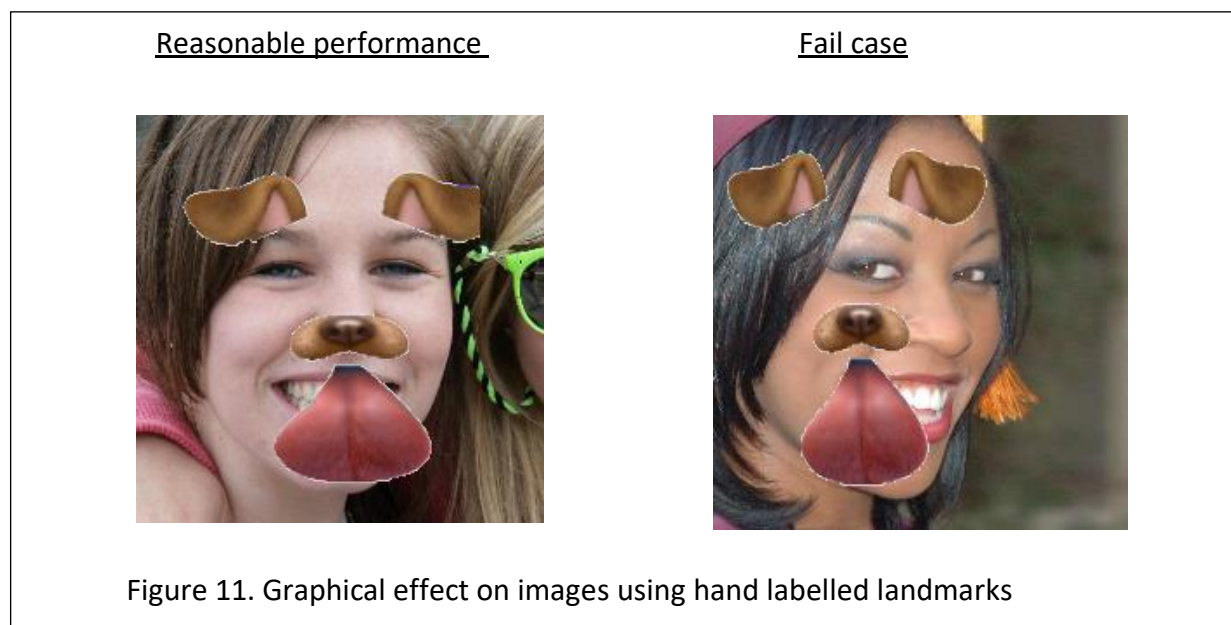 Reasonable performance
Fail case
Figure 11. Graphical effect on images using hand labelled landmarks